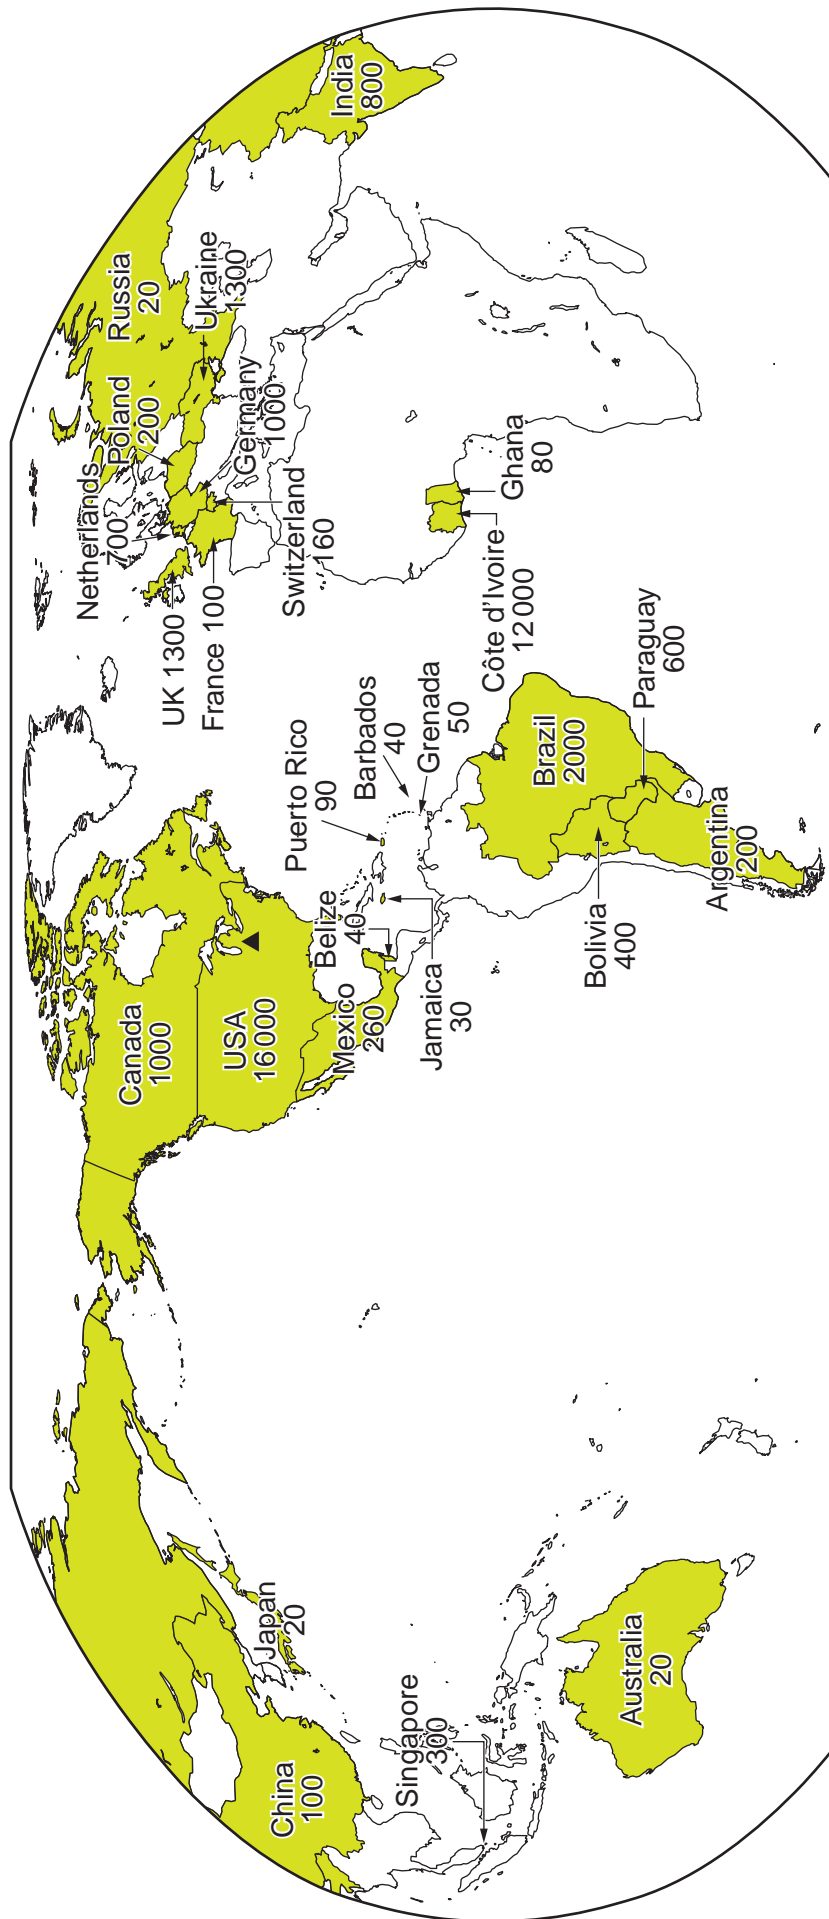 Canada
1000
USA
16 000
Mexico
260
Belize
40
Jamaica
30
Puerto Rico
90
Barbados
40
Grenada
50
Brazil
2000
Bolivia
400
Paraguay
600
Argentina
200
UK 1300
France 100
Netherlands
700
Poland
200
Russia
20
Ukraine
1300
Germany
1000
Switzerland
160
Côte d’Ivoire
12 000
Ghana
80
India
800
China
100
Japan
20
Singapore
300
Australia
20